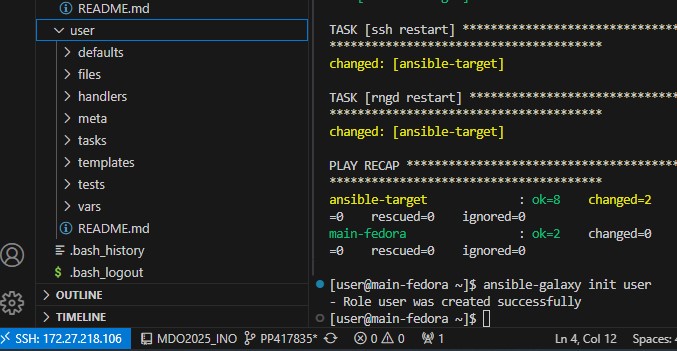 README.md
user
defaults
files
handlers
meta
tasks
templates
tests
vars
README.md
.bash_history
$ .bash_logout
OUTLINE
TIMELINE
TASK [ssh restart] *****************************
***************************************
changed: [ansible-target]
TASK [rngd restart] *****************************
***************************************
changed: [ansible-target]
PLAY RECAP ************************************
***************************************
ansible-target : ok=8 changed=2
=0 rescued=0 ignored=0
main-fedora : ok=2 changed=0
=0 rescued=0 ignored=0
[user@main-fedora ~]$ ansible-galaxy init user
- Role user was created successfully
[user@main-fedora ~]$
SSH: 172.27.218.106 MDO2025_INO PP417835* 0 0 1 Ln 4, Col 12 Spaces: